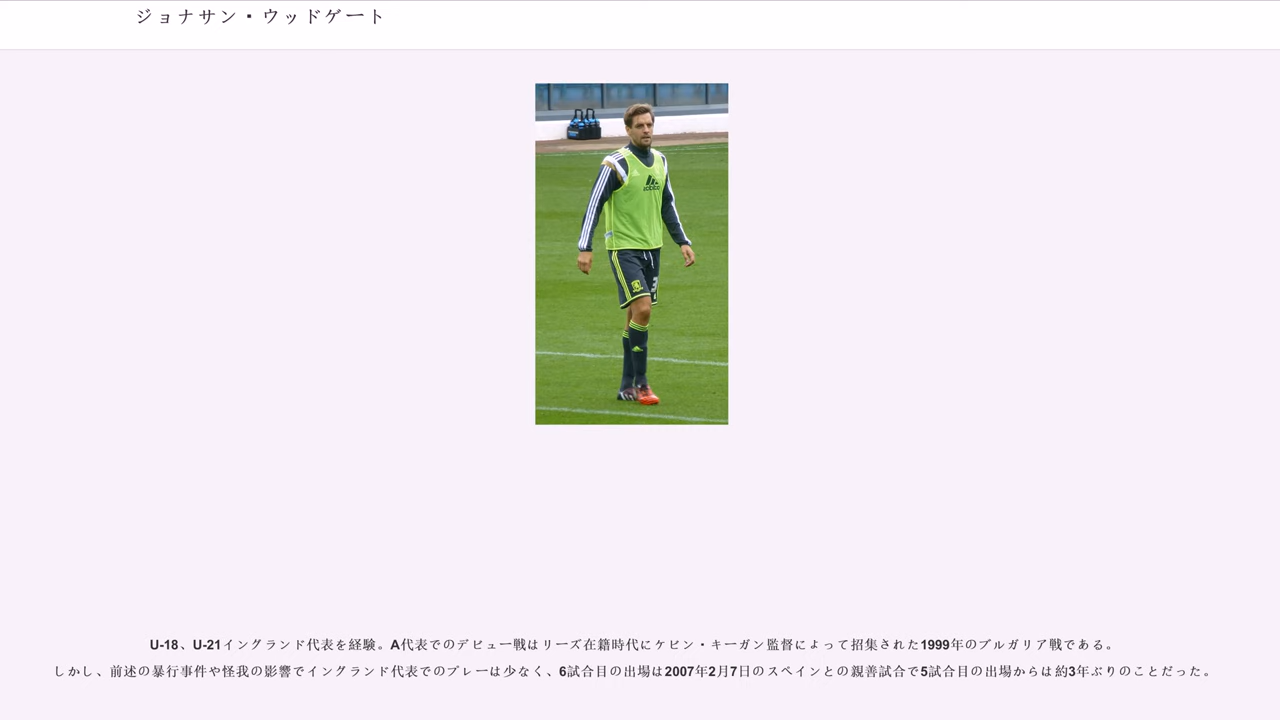 ジョナサン・ウッドゲート
adidas
3
U-18、U-21イングランド代表を経験。A代表でのデビュー戦はリーズ在籍時代にケビン・キーガン監督によって招集された1999年のブルガリア戦である。
しかし、前述の暴行事件や怪我の影響でイングランド代表でのプレーは少なく、6試合目の出場は2007年2月7日のスペインとの親善試合で5試合目の出場からは約3年ぶりのことだった。